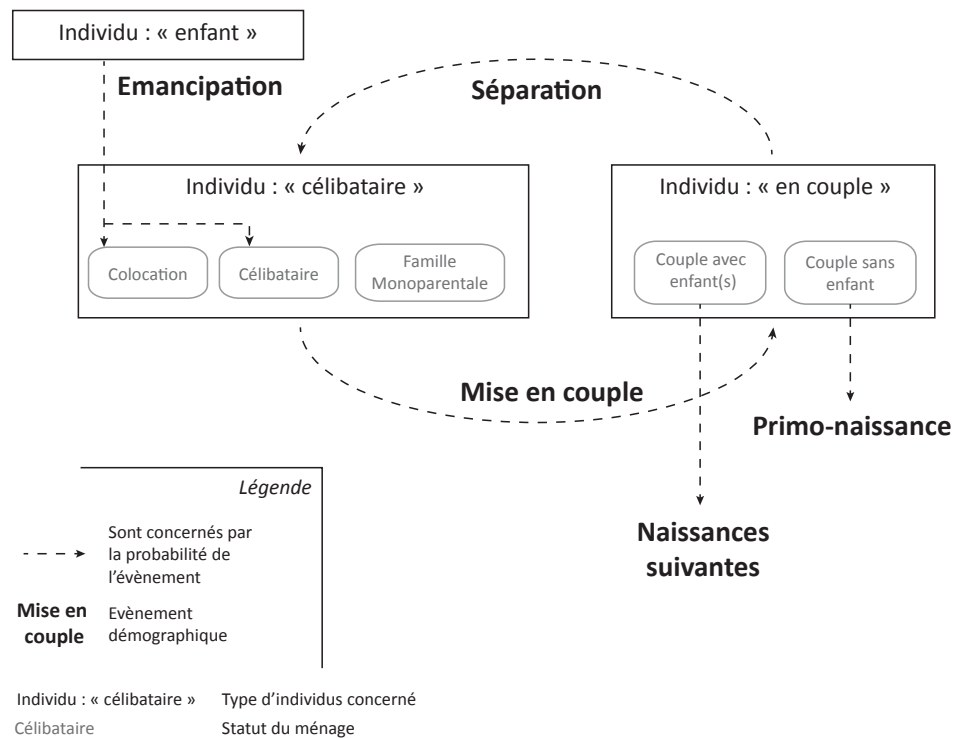 Individu : « enfant »
Emancipation
Séparation
Individu : « célibataire »
Individu : « en couple »
Colocation
Célibataire
Famille
Monoparentale
Couple avec
enfant(s)
Couple sans
enfant
Mise en couple
Primo-naissance
Naissances
suivantes
Légende
Sont concernés par
la probabilité de
l'évènement
Mise en
couple
Evènement
démographique
Individu : « célibataire » Type d'individus concerné
Célibataire Statut du ménage